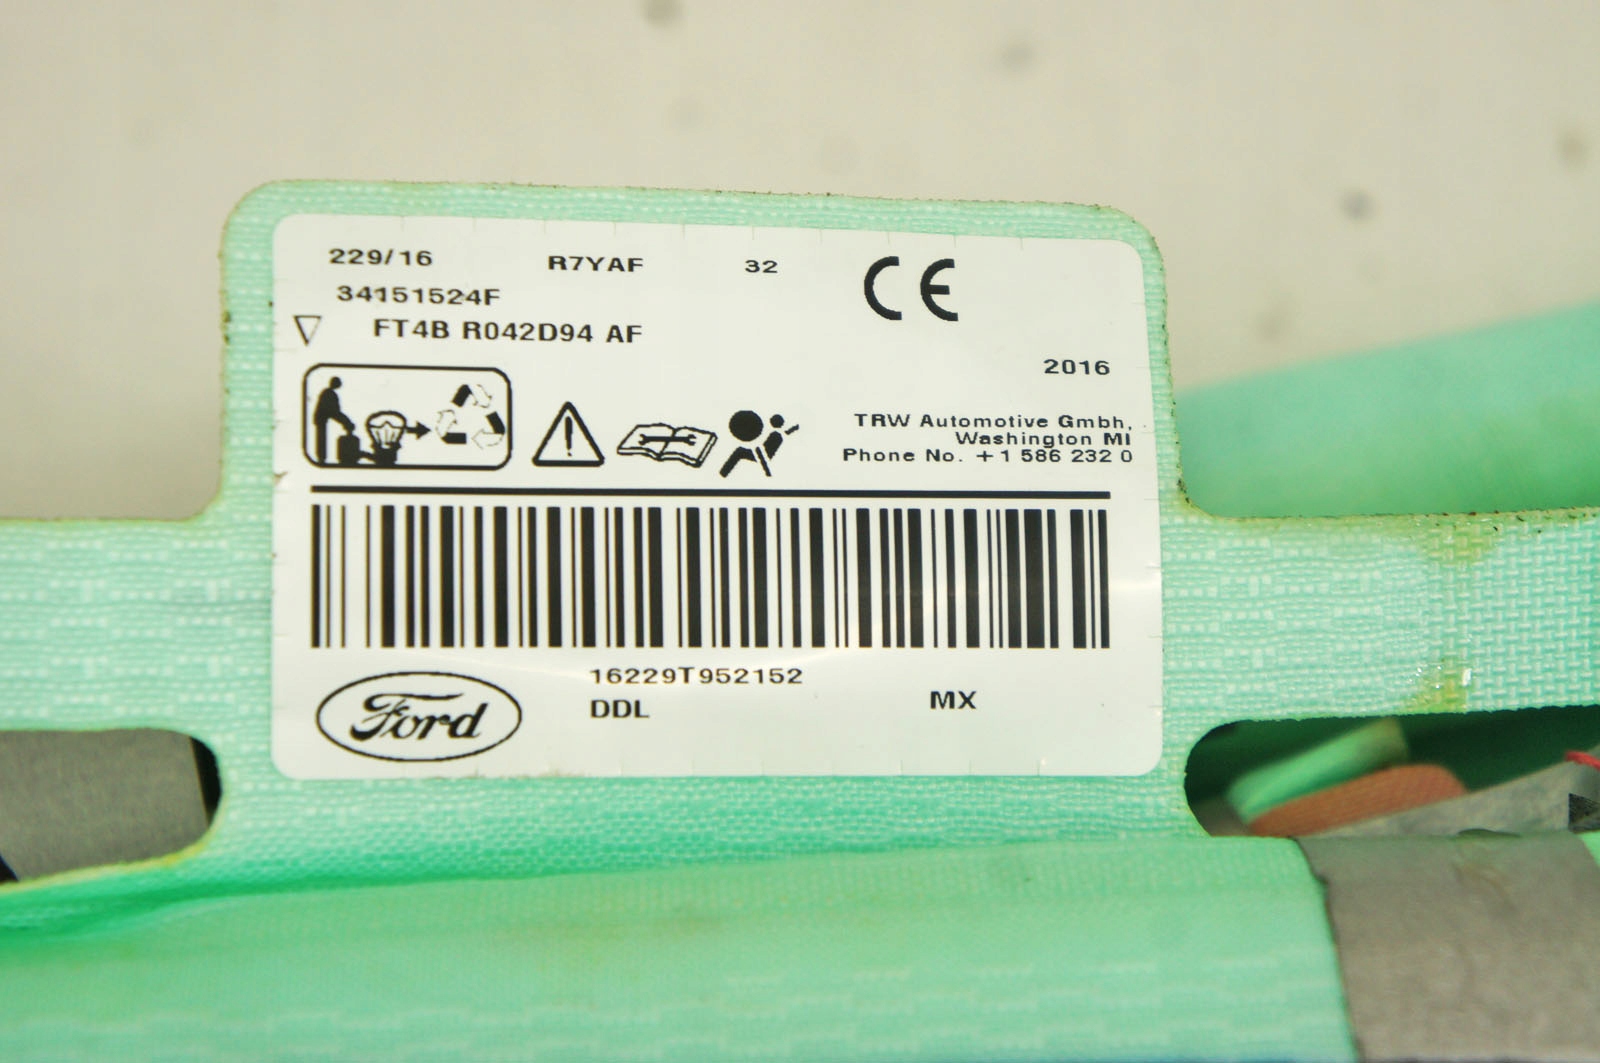 229/16 R7YAF 32
CE
34151524F
FT4B R042D94 AF
2016
TRW Automotive Gmbh,
Washington MI
Phone No. +1 586 232 0
16229T952152
DDL MX
Ford